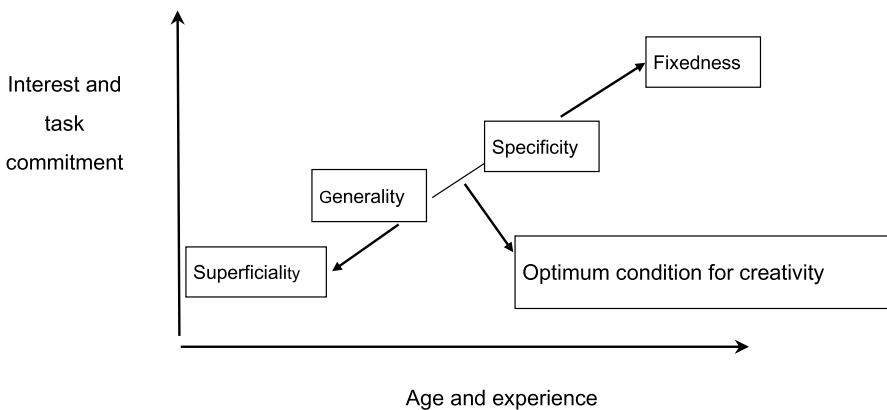 Fixedness
Interest and
task
commitment
Specificity
Generality
Superficiality
Optimum condition for creativity
Age and experience